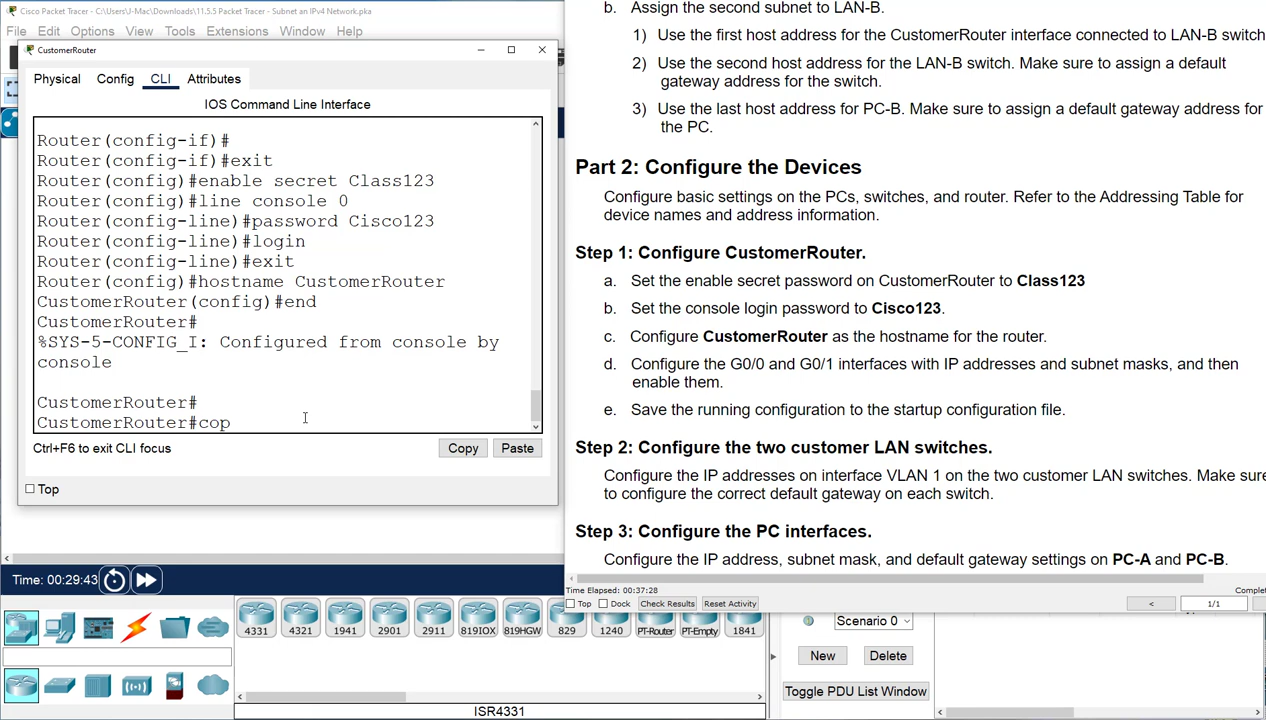 Cisco Packet Tracer - C:\Users\J-Mac\Downloads\11.5.5 Packet Tracer - Subnet an IPv4 Network.pka
File Edit Options View Tools Extensions Window Help
CustomerRouter
Physical Config CLI Attributes
IOS Command Line Interface
Router(config-if)#
Router(config-if)#exit
Router(config)#enable secret Class123
Router(config)#line console 0
Router(config-line)#password Cisco123
Router(config-line)#login
Router(config-line)#exit
Router(config)#hostname CustomerRouter
CustomerRouter(config)#end
CustomerRouter#
%SYS-5-CONFIG_I: Configured from console by
console
CustomerRouter#
CustomerRouter#cop
Ctrl+F6 to exit CLI focus
Copy Paste
Top
b. Assign the second subnet to LAN-B.
1) Use the first host address for the CustomerRouter interface connected to LAN-B switch
2) Use the second host address for the LAN-B switch. Make sure to assign a default
gateway address for the switch.
3) Use the last host address for PC-B. Make sure to assign a default gateway address for
the PC.
Part 2: Configure the Devices
Configure basic settings on the PCs, switches, and router. Refer to the Addressing Table for
device names and address information.
Step 1: Configure CustomerRouter.
a. Set the enable secret password on CustomerRouter to Class123
b. Set the console login password to Cisco123.
c. Configure CustomerRouter as the hostname for the router.
d. Configure the G0/0 and G0/1 interfaces with IP addresses and subnet masks, and then
enable them.
e. Save the running configuration to the startup configuration file.
Step 2: Configure the two customer LAN switches.
Configure the IP addresses on interface VLAN 1 on the two customer LAN switches. Make sure
to configure the correct default gateway on each switch.
Step 3: Configure the PC interfaces.
Configure the IP address, subnet mask, and default gateway settings on PC-A and PC-B.
Time Elapsed: 00:37:28
Complet
Top Dock Check Results Reset Activity < 1/1
Time: 00:29:43
4331 4321 1941 2901 2911 819IOX 819HGW 829 1240 PT-Router PT-Empty 1841
ISR4331
Scenario 0
New Delete
Toggle PDU List Window